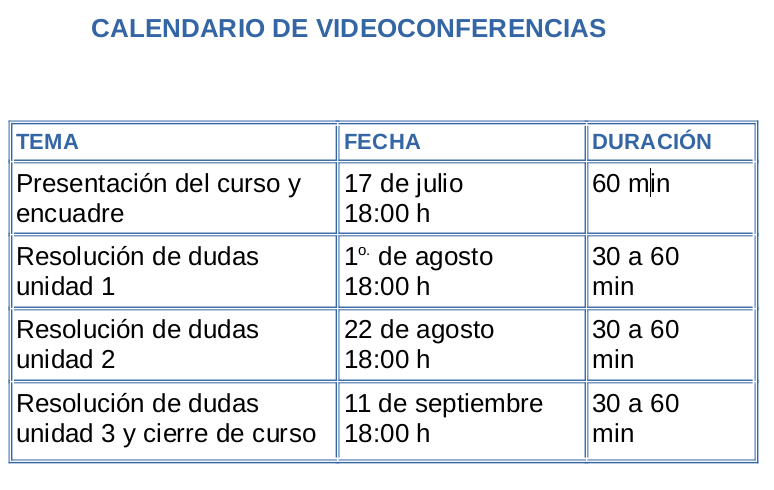 CALENDARIO DE VIDEOCONFERENCIAS
TEMA FECHA DURACIÓN
Presentación del curso y 17 de julio 60 min
encuadre 18:00 h
Resolución de dudas 1o. de agosto 30 a 60
unidad 1 18:00 h min
Resolución de dudas 22 de agosto 30 a 60
unidad 2 18:00 h min
Resolución de dudas 11 de septiembre 30 a 60
unidad 3 y cierre de curso 18:00 h min